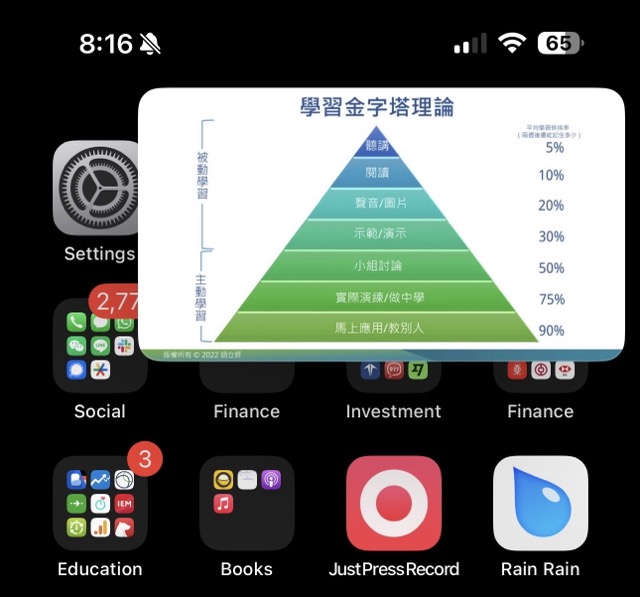 8:16
65
學習金字塔理論
平均學習保持率
(兩週後還能記住多少)
被動學習
主動學習
聽講
5%
閱讀
10%
聲音/圖片
20%
示範/演示
30%
小組討論
50%
實際演練/做中學
75%
馬上應用/教別人
90%
版權所有 © 2022
Settings
2,77
Social
Finance
Investment
Finance
3
IEM
Education
Books
JustPressRecord
Rain Rain